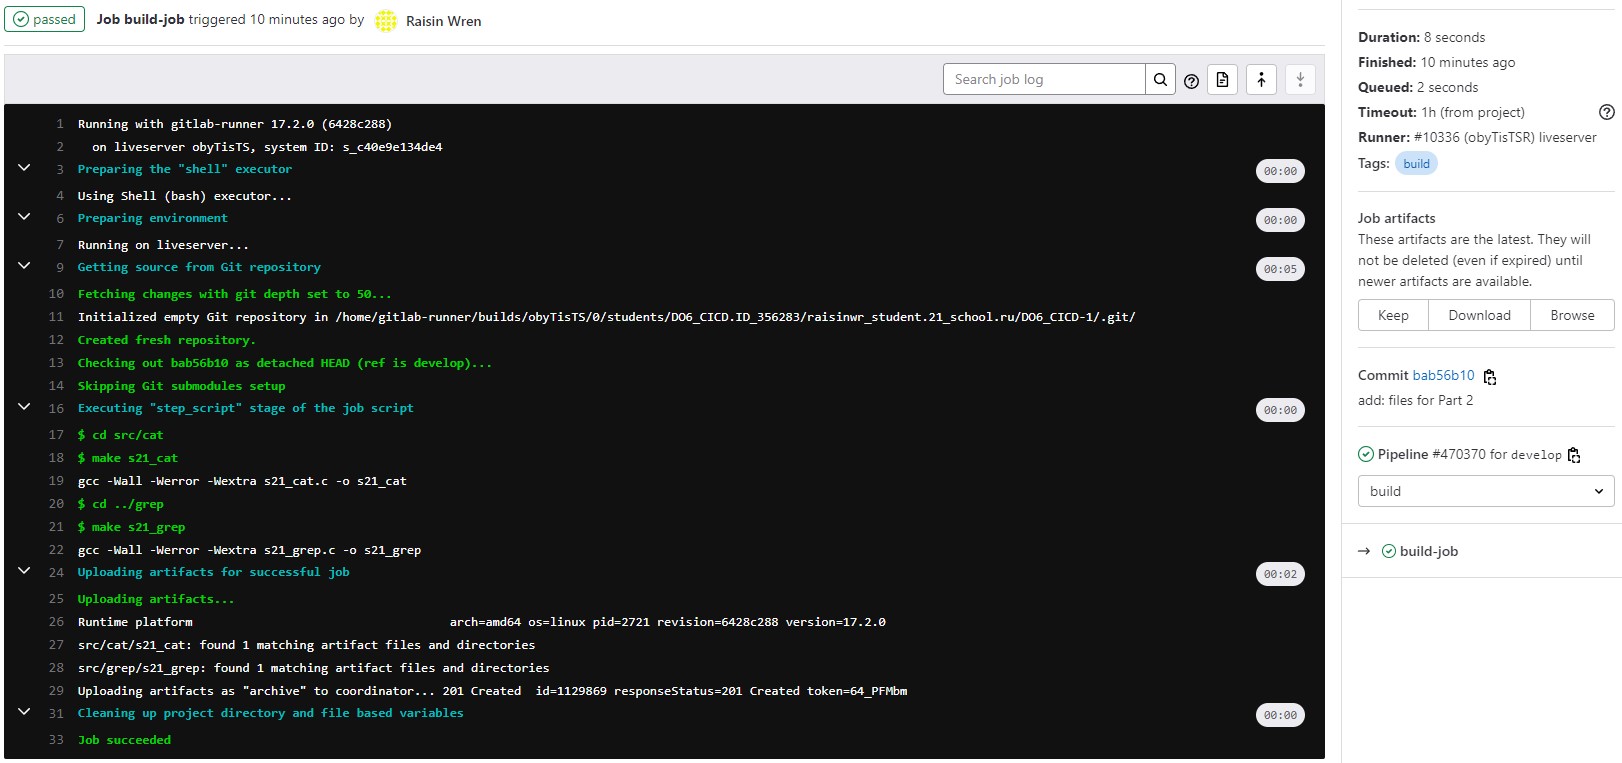 passed Job build-job triggered 10 minutes ago by Raisin Wren
Search job log
1 Running with gitlab-runner 17.2.0 (6428c288)
2 on liveserver obyTisTS, system ID: s_c40e9e134de4
3 Preparing the "shell" executor 00:00
4 Using Shell (bash) executor...
6 Preparing environment 00:00
7 Running on liveserver...
9 Getting source from Git repository 00:05
10 Fetching changes with git depth set to 50...
11 Initialized empty Git repository in /home/gitlab-runner/builds/obyTisTS/0/students/DO6_CICD.ID_356283/raisinwr_student.21_school.ru/DO6_CICD-1/.git/
12 Created fresh repository.
13 Checking out bab56b10 as detached HEAD (ref is develop)...
14 Skipping Git submodules setup
16 Executing "step_script" stage of the job script 00:00
17 $ cd src/cat
18 $ make s21_cat
19 gcc -Wall -Werror -Wextra s21_cat.c -o s21_cat
20 $ cd ../grep
21 $ make s21_grep
22 gcc -Wall -Werror -Wextra s21_grep.c -o s21_grep
24 Uploading artifacts for successful job 00:02
25 Uploading artifacts...
26 Runtime platform arch=amd64 os=linux pid=2721 revision=6428c288 version=17.2.0
27 src/cat/s21_cat: found 1 matching artifact files and directories
28 src/grep/s21_grep: found 1 matching artifact files and directories
29 Uploading artifacts as "archive" to coordinator... 201 Created id=1129869 responseStatus=201 Created token=64_PFMbm
31 Cleaning up project directory and file based variables 00:00
33 Job succeeded
Duration: 8 seconds
Finished: 10 minutes ago
Queued: 2 seconds
Timeout: 1h (from project)
Runner: #10336 (obyTisTSR) liveserver
Tags: build
Job artifacts
These artifacts are the latest. They will
not be deleted (even if expired) until
newer artifacts are available.
Keep Download Browse
Commit bab56b10
add: files for Part 2
Pipeline #470370 for develop
build
→ build-job